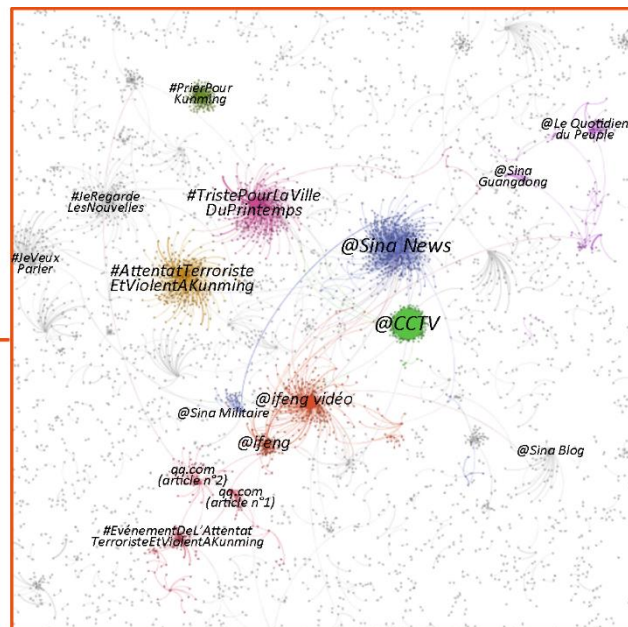 #PrierPour
Kunming
@Le Quotidien
du Peuple
@Sina
Guangdong
#JeRegarde
LesNouvelles
#TristePourLaVille
DuPrintemps
@Sina News
#JeVeux
Parler
#AttentatTerroriste
EtViolentAKunming
@CCTV
@ifeng vidéo
@Sina Militaire
@Ifeng
@Sina Blog
qq.com
(article n°2)
qq.com
(article n°1)
#EvénementDeL'Attentat
TerroristeEtViolentAKunming